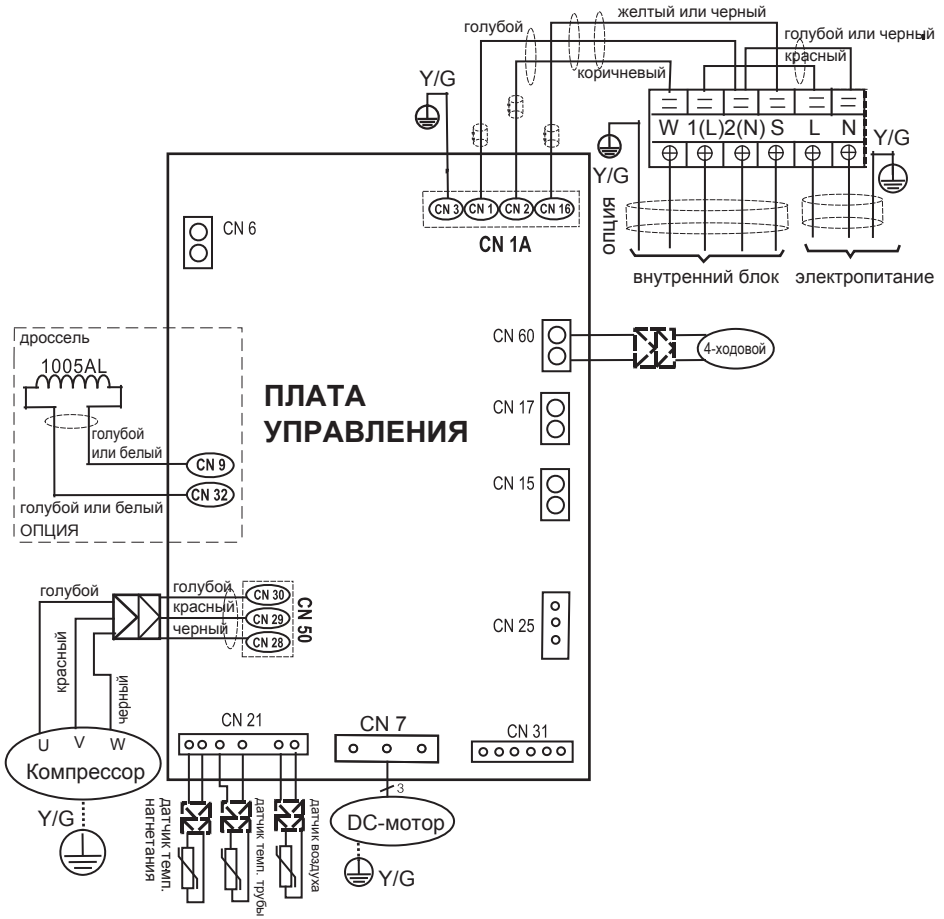 желтый или черный
голубой
голубой или черный
красный
коричневый
Y/G
W 1(L) 2(N) S L N
Y/G
Y/G
ОПЦИЯ
внутренний блок
электропитание
CN 3 CN 1 CN 2 CN 16
CN 1A
CN 6
CN 60
4-ходовой
дроссель
1005AL
ПЛАТА
УПРАВЛЕНИЯ
CN 17
голубой
или белый
CN 9
CN 15
CN 32
голубой или белый
ОПЦИЯ
голубой
голубой
CN 30
красный
CN 29
черный
CN 28
CN 50
CN 25
красный
черный
U V W
Компрессор
Y/G
CN 21
CN 7
CN 31
3
DC-мотор
Y/G
датчик темп.
нагнетания
датчик темп. трубы
датчик воздуха